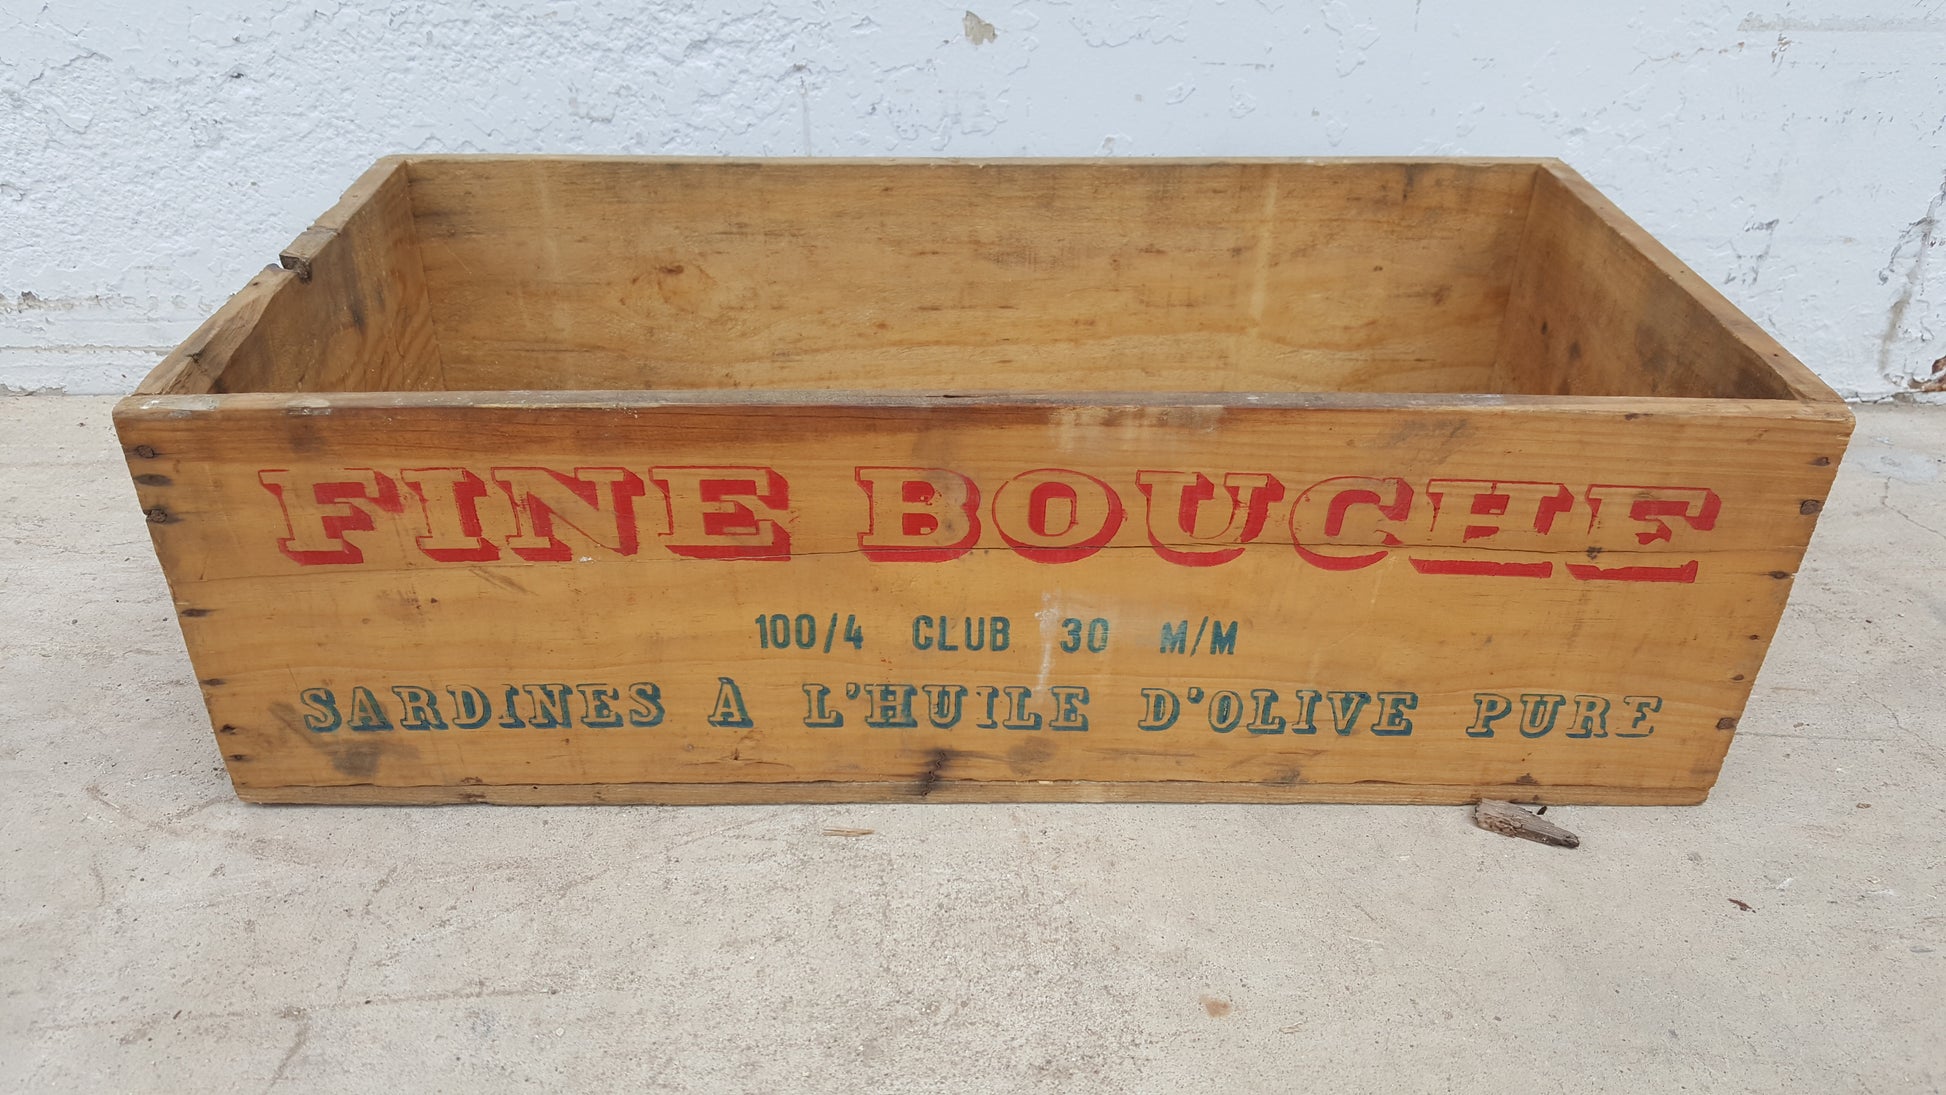 FINE BOUCHE
100/4 CLUB 30 M/M
SARDINES À L'HUILE D'OLIVE PURE